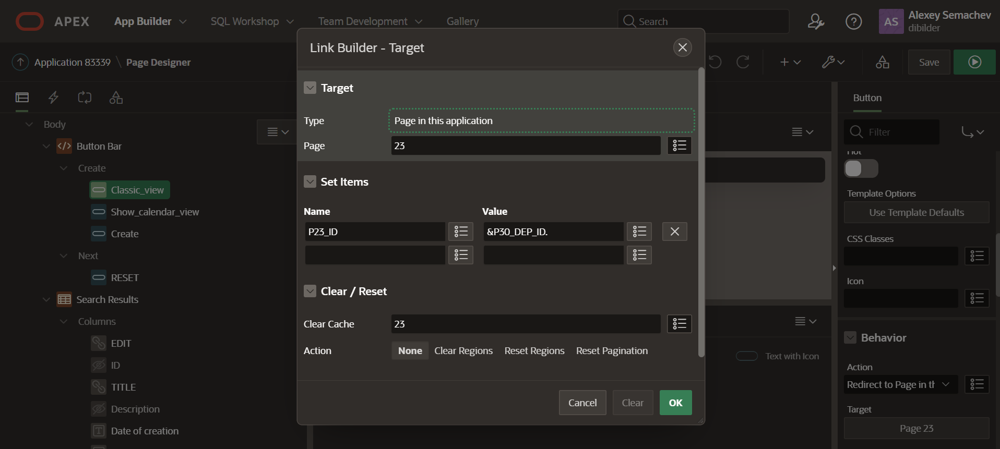 APEX
App Builder
SQL Workshop
Team Development
Gallery
Search
AS
Alexey Semachev
dibilder
Application 83339 \ Page Designer
Save
Link Builder - Target
Target
Type
Page in this application
Page
23
Set Items
Name
Value
P23_ID
&P30_DEP_ID.
Clear / Reset
Clear Cache
23
Action
None
Clear Regions
Reset Regions
Reset Pagination
Cancel
Clear
OK
Body
Button Bar
Create
Classic_view
Show_calendar_view
Create
Next
RESET
Search Results
Columns
EDIT
ID
TITLE
Description
Date of creation
Text with Icon
Button
Filter
Hot
Template Options
Use Template Defaults
CSS Classes
Icon
Behavior
Action
Redirect to Page in th
Target
Page 23